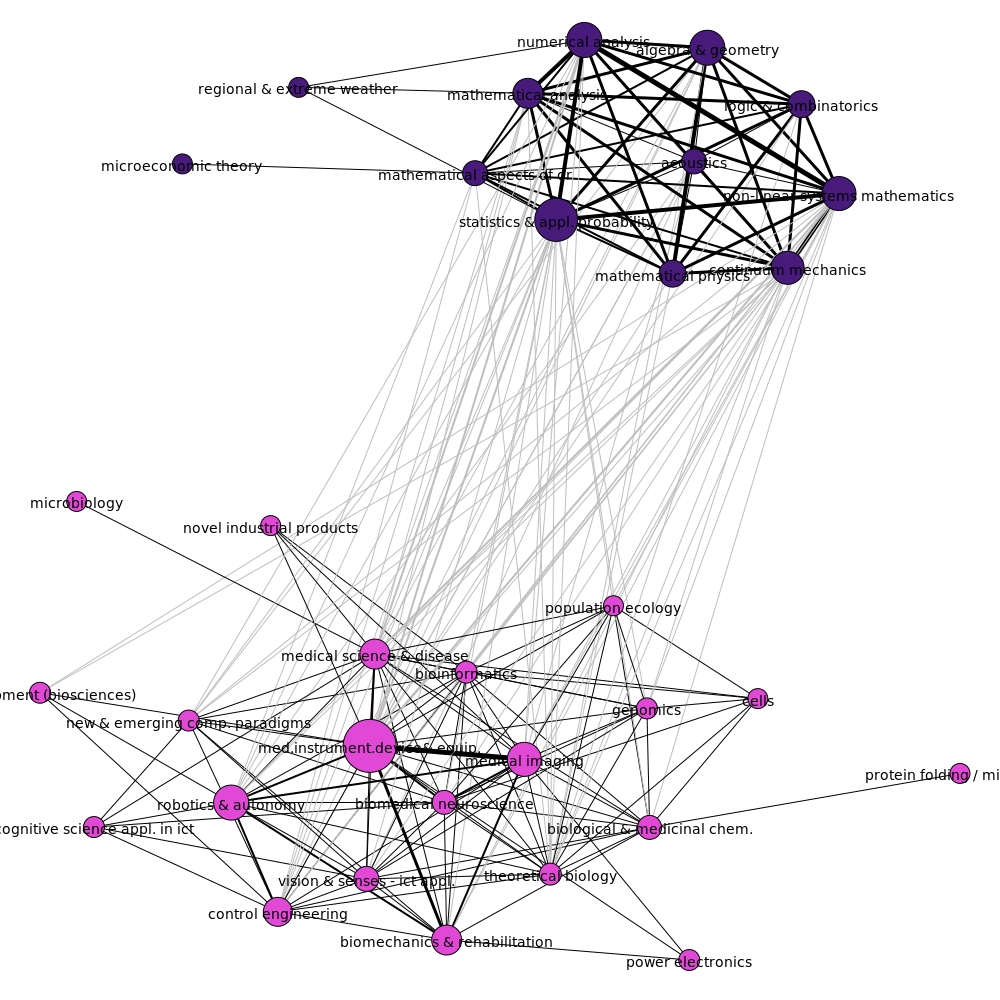 numerical analysis
algebra & geometry
regional & extreme weather
mathematical analysis
logic & combinatorics
microeconomic theory
acoustics
mathematical aspects of or
non-linear systems mathematics
statistics & appl. probability
mathematical physics
continuum mechanics
microbiology
novel industrial products
population ecology
medical science & disease
bioinformatics
pment (biosciences)
cells
genomics
new & emerging comp. paradigms
med.instrument.device& equip.
medical imaging
protein folding / mi
robotics & autonomy
biomedical neuroscience
cognitive science appl. in ict
biological & medicinal chem.
vision & senses - ict appl.
theoretical biology
control engineering
biomechanics & rehabilitation
power electronics